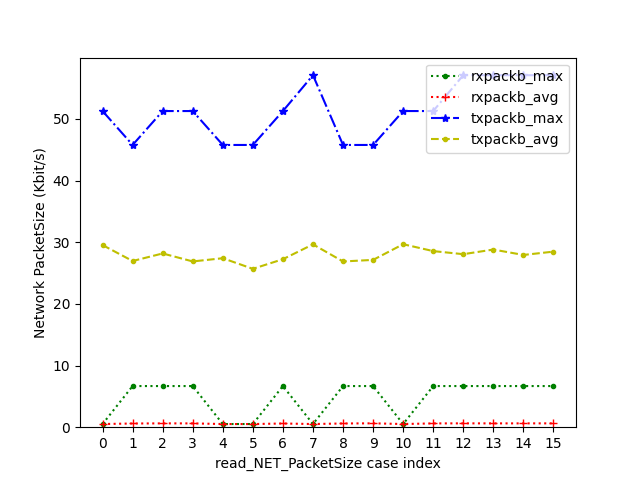 rxpackb_max
rxpackb_avg
txpackb_max
txpackb_avg
Network PacketSize (Kbit/s)
50
40
30
20
10
0
0 1 2 3 4 5 6 7 8 9 10 11 12 13 14 15
read_NET_PacketSize case index